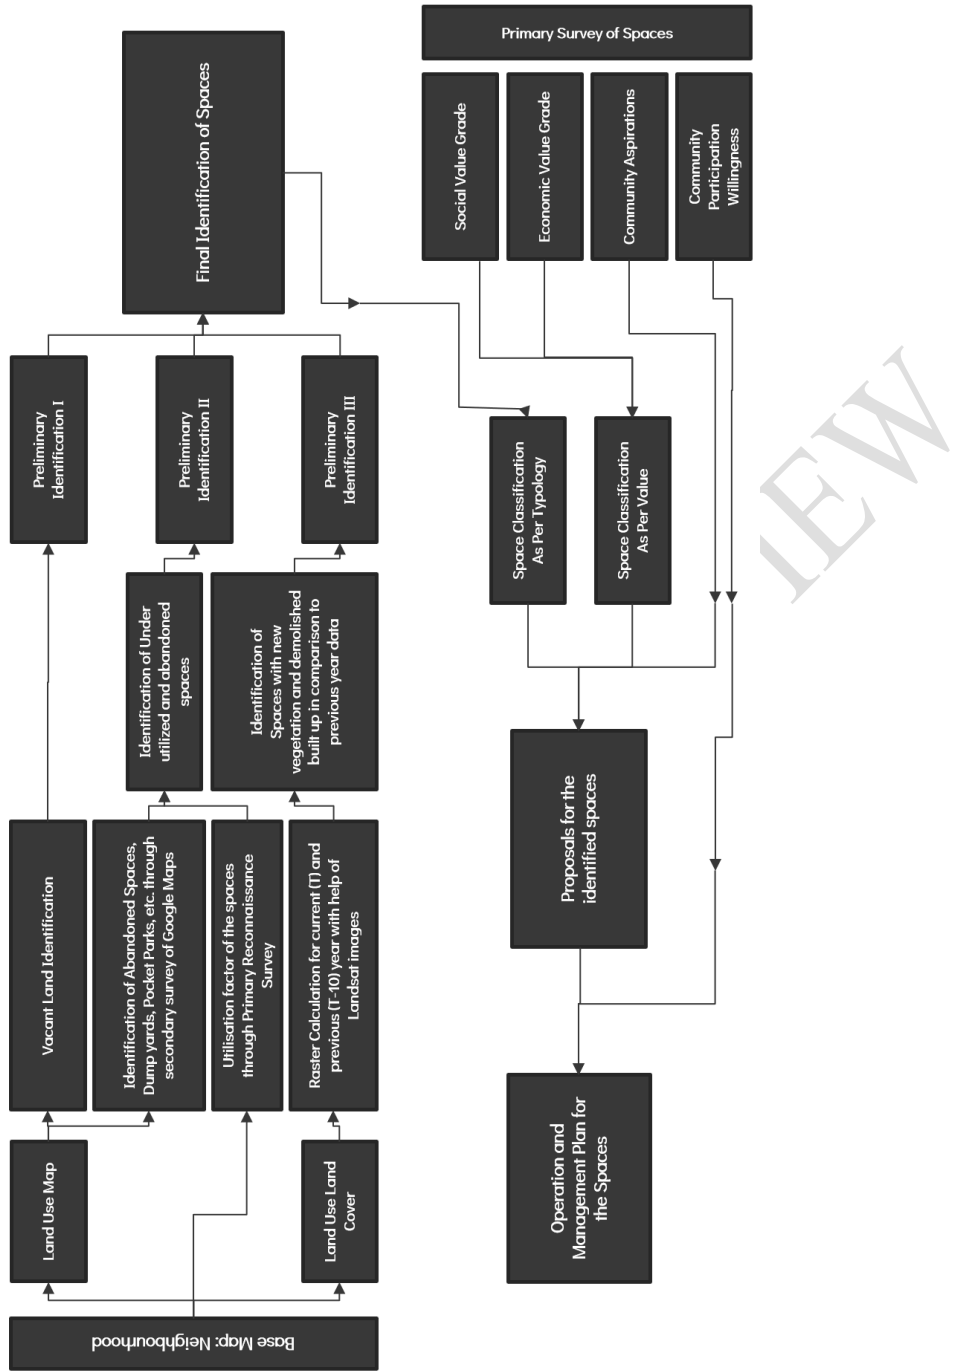 Base Map: Neighbourhood
Land Use Map
Land Use Land
Cover
Vacant Land Identification
Identification of Abandoned Spaces,
Dump yards, Pocket Parks, etc. through
secondary survey of Google Maps
Utilisation factor of the spaces
through Primary Reconnaissance
Survey
Raster Calculation for current (T) and
previous (T-10) year with help of
Landsat images
Identification of Under
utilized and abandoned
spaces
Identification of
Spaces with new
vegetation and demolished
built up in comparison to
previous year data
Preliminary
Identification I
Preliminary
Identification II
Preliminary
Identification III
Final Identification of Spaces
Primary Survey of Spaces
Social Value Grade
Economic Value Grade
Community Aspirations
Community
Participation
Willingness
Space Classification
As Per Typology
Space Classification
As Per Value
Proposals for the
identified spaces
Operation and
Management Plan for
the Spaces
IEW